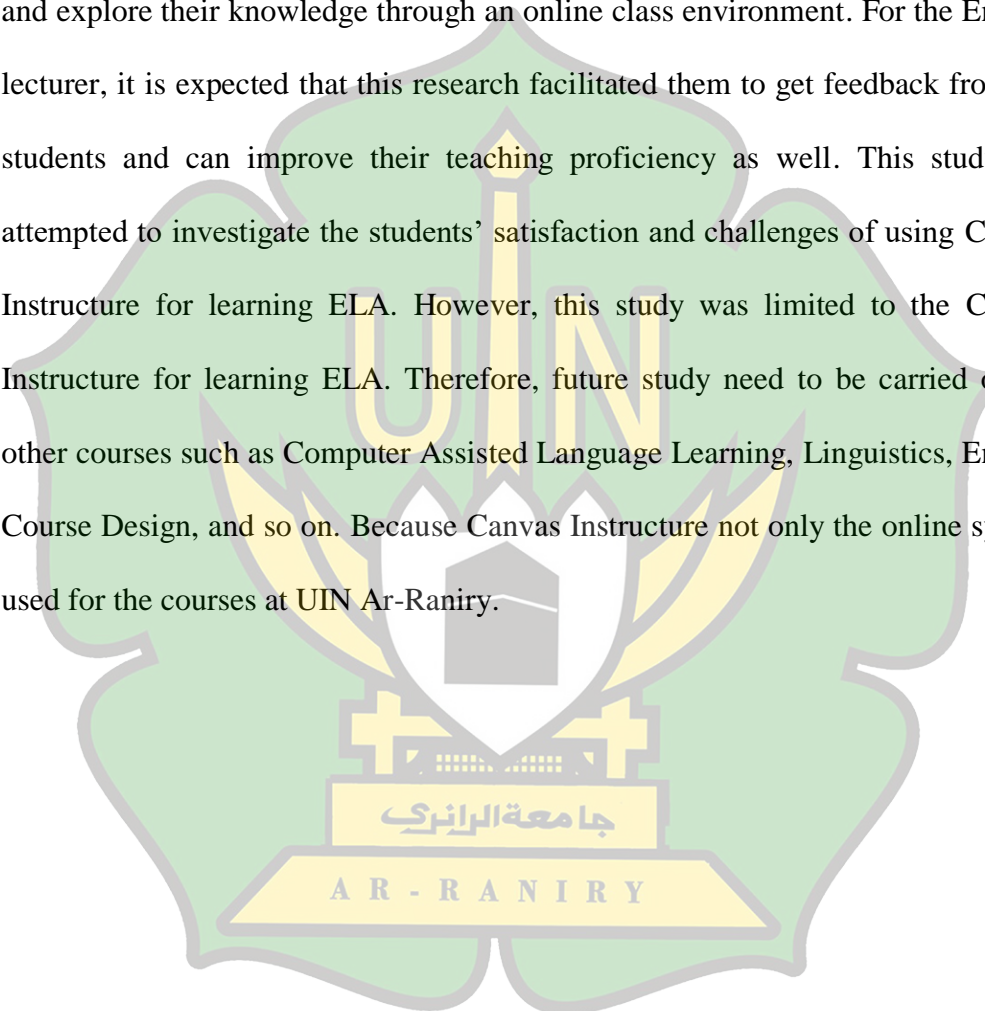 and explore their knowledge through an online class environment. For the En
lecturer, it is expected that this research facilitated them to get feedback fro
students and can improve their teaching proficiency as well. This stud
attempted to investigate the students’ satisfaction and challenges of using C
Instructure for learning ELA. However, this study was limited to the C
Instructure for learning ELA. Therefore, future study need to be carried o
other courses such as Computer Assisted Language Learning, Linguistics, En
Course Design, and so on. Because Canvas Instructure not only the online sy
used for the courses at UIN Ar-Raniry.
UIN
جامعة الرانري
AR-RANIRY